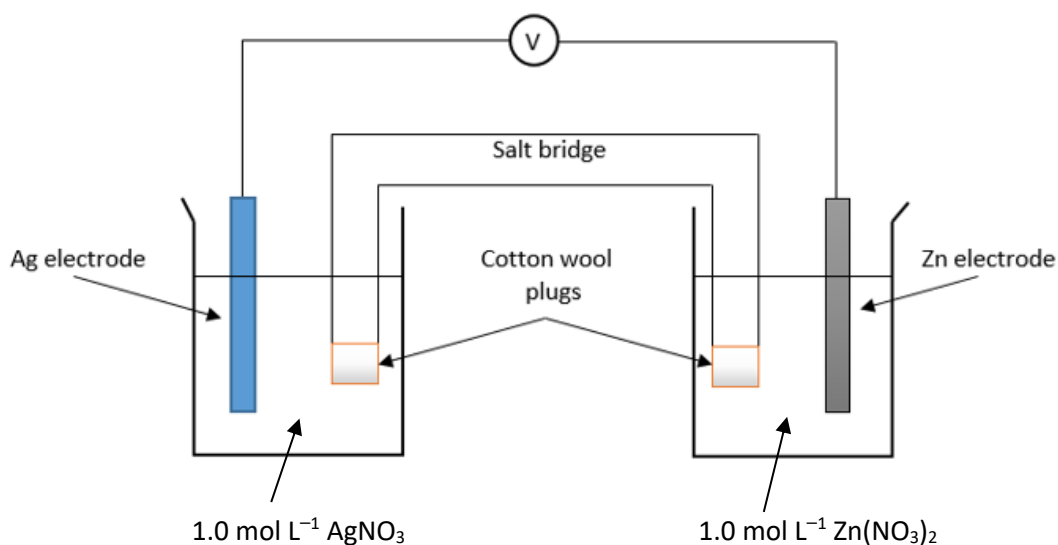 V
Salt bridge
Ag electrode
Cotton wool
plugs
Zn electrode
1.0 mol L⁻¹ AgNO₃
1.0 mol L⁻¹ Zn(NO₃)₂